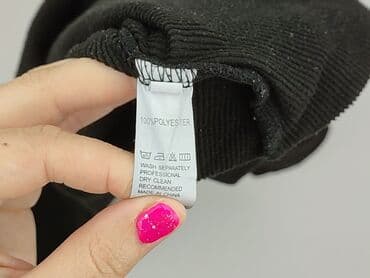 100%POLYESTER
WASH SEPARATELY
PROFESSIONAL
DRY CLEAN
RECOMMENDED
MADE IN CHINA